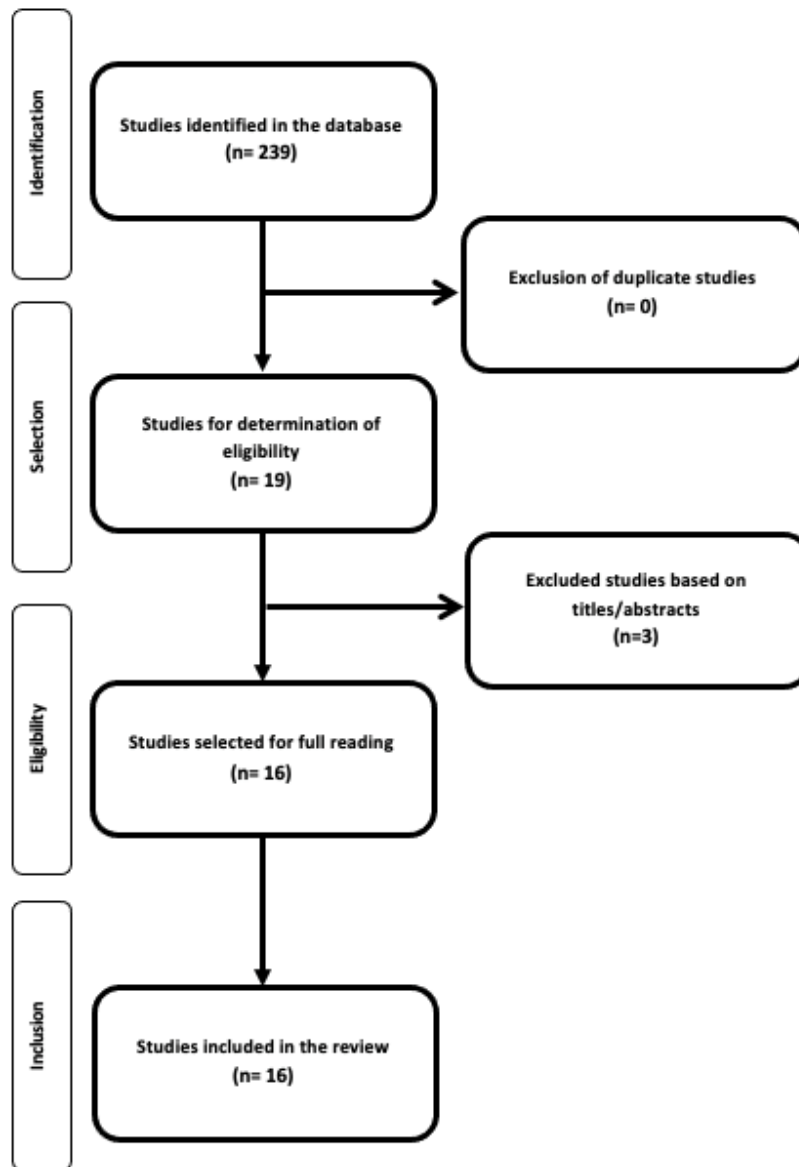 Identification
Studies identified in the database
(n= 239)
Exclusion of duplicate studies
(n= 0)
Selection
Studies for determination of
eligibility
(n= 19)
Excluded studies based on
titles/abstracts
(n=3)
Eligibility
Studies selected for full reading
(n= 16)
Inclusion
Studies included in the review
(n= 16)